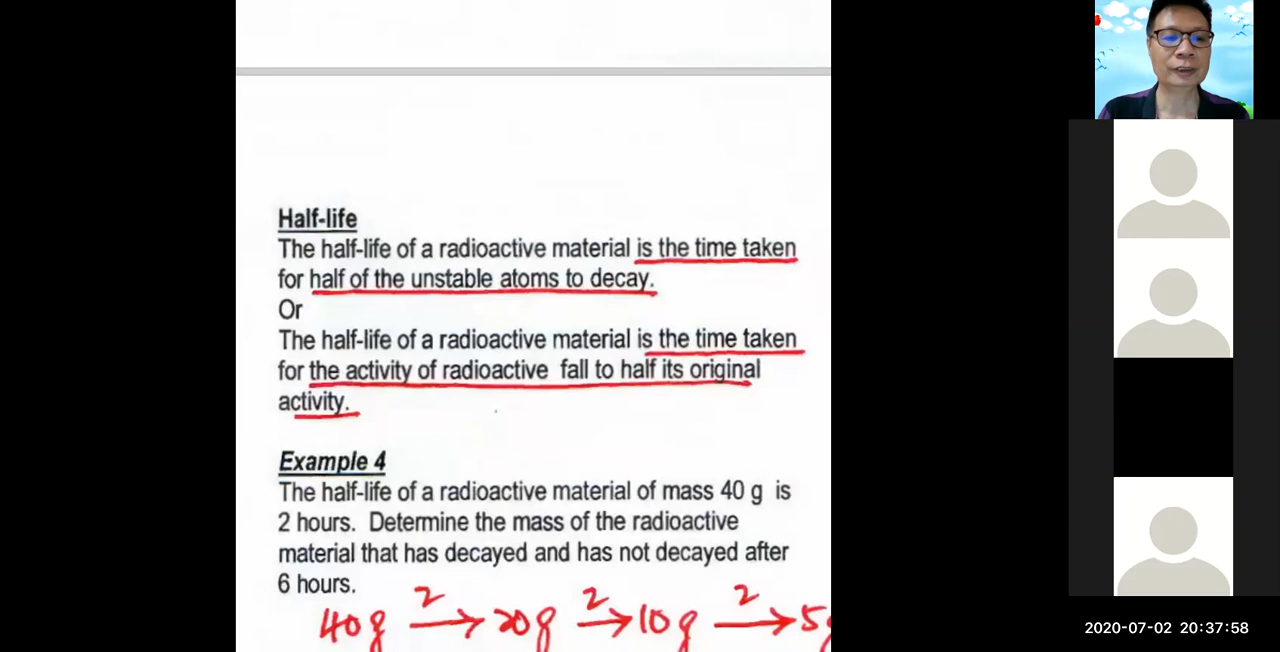 Half-life
The half-life of a radioactive material is the time taken
for half of the unstable atoms to decay.
Or
The half-life of a radioactive material is the time taken
for the activity of radioactive fall to half its original
activity.
Example 4
The half-life of a radioactive material of mass 40 g is
2 hours. Determine the mass of the radioactive
material that has decayed and has not decayed after
6 hours.
2 2 2
40g → 20g → 10g → 5g
2020-07-02 20:37:58